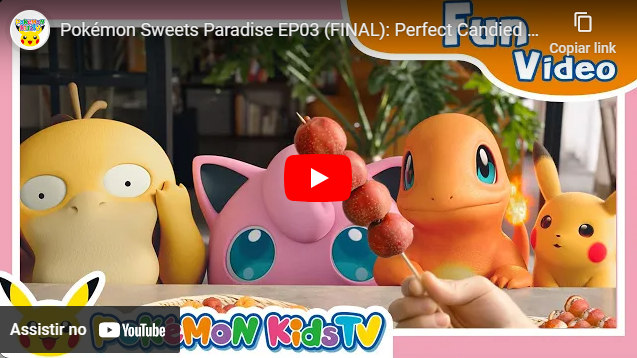 Pokémon Sweets Paradise EP03 (FINAL): Perfect Candied ...
Copiar link
Fun
Video
Assistir no YouTube
POKÉMON KiDS TV